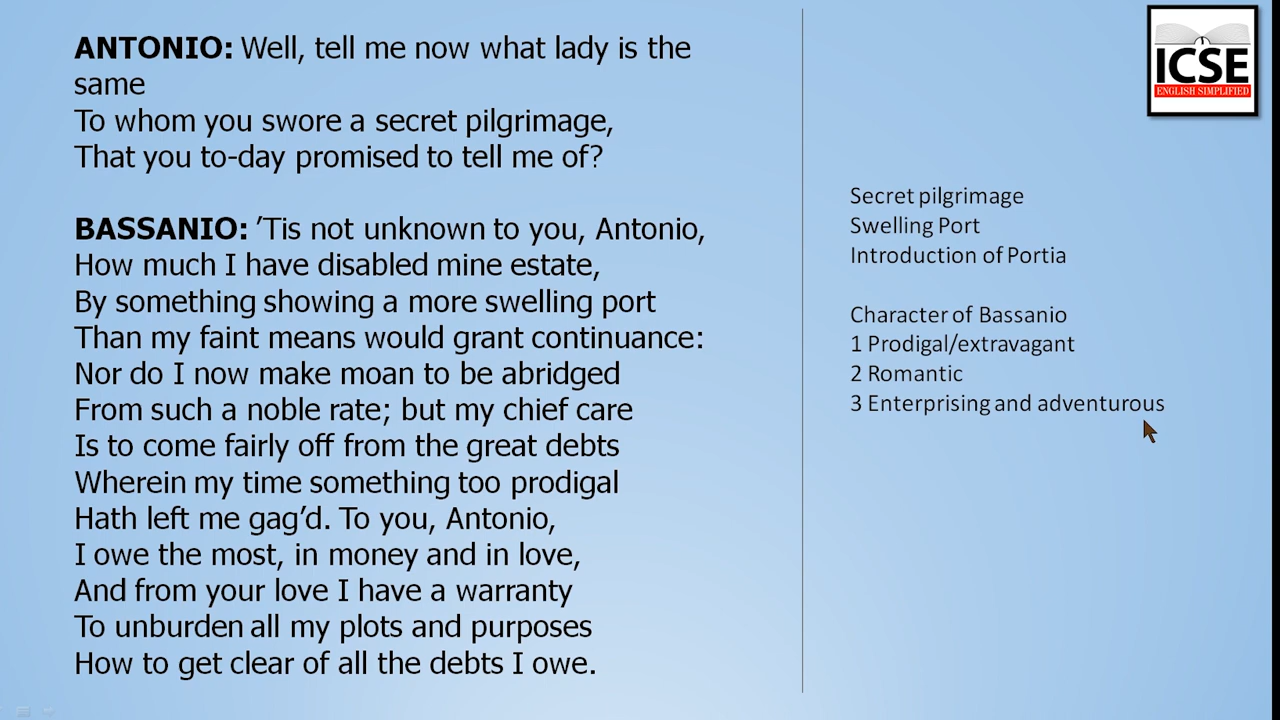 ANTONIO: Well, tell me now what lady is the
same
To whom you swore a secret pilgrimage,
That you to-day promised to tell me of?
BASSANIO: ’Tis not unknown to you, Antonio,
How much I have disabled mine estate,
By something showing a more swelling port
Than my faint means would grant continuance:
Nor do I now make moan to be abridged
From such a noble rate; but my chief care
Is to come fairly off from the great debts
Wherein my time something too prodigal
Hath left me gag’d. To you, Antonio,
I owe the most, in money and in love,
And from your love I have a warranty
To unburden all my plots and purposes
How to get clear of all the debts I owe.
ICSE
ENGLISH SIMPLIFIED
Secret pilgrimage
Swelling Port
Introduction of Portia
Character of Bassanio
1 Prodigal/extravagant
2 Romantic
3 Enterprising and adventurous